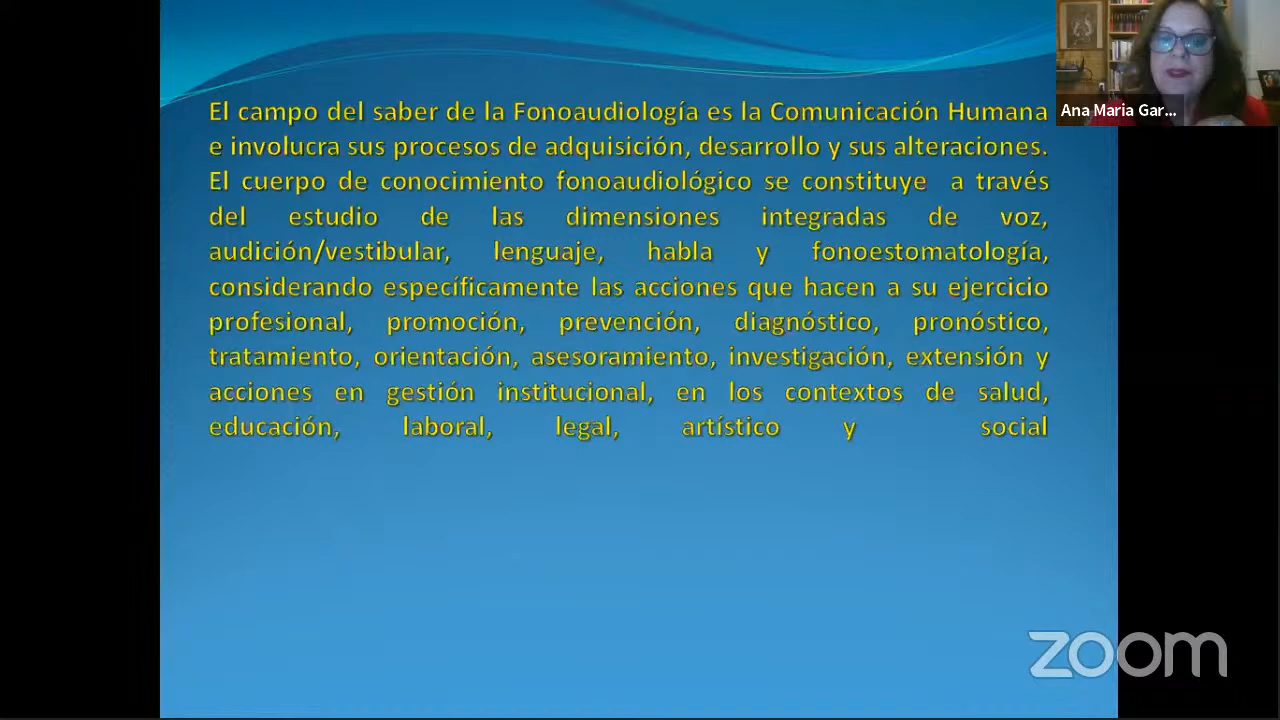 El campo del saber de la Fonoaudiología es la Comunicación Humana
e involucra sus procesos de adquisición, desarrollo y sus alteraciones.
El cuerpo de conocimiento fonoaudiológico se constituye a través
del estudio de las dimensiones integradas de voz,
audición/vestibular, lenguaje, habla y fonoestomatología,
considerando específicamente las acciones que hacen a su ejercicio
profesional, promoción, prevención, diagnóstico, pronóstico,
tratamiento, orientación, asesoramiento, investigación, extensión y
acciones en gestión institucional, en los contextos de salud,
educación, laboral, legal, artístico y social
Ana Maria Gar...
zoom